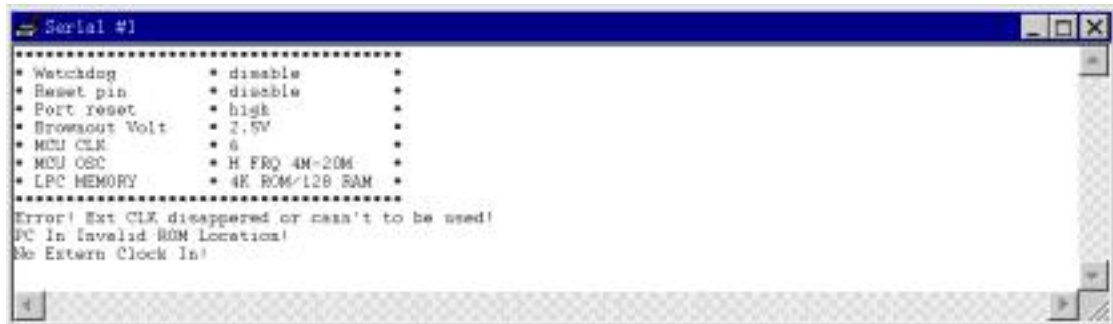 Serial #1
****************************************
* Watchdog * disable *
* Reset pin * disable *
* Port reset * high *
* Brownout Volt * 2.5V *
* MCU CLK * 6 *
* MCU OSC * H FRQ 4M-20M *
* LPC MEMORY * 4K ROM/128 RAM *
****************************************
Error! Ext CLK disappered or cann't to be used!
PC In Invalid ROM Location!
No Extern Clock In!